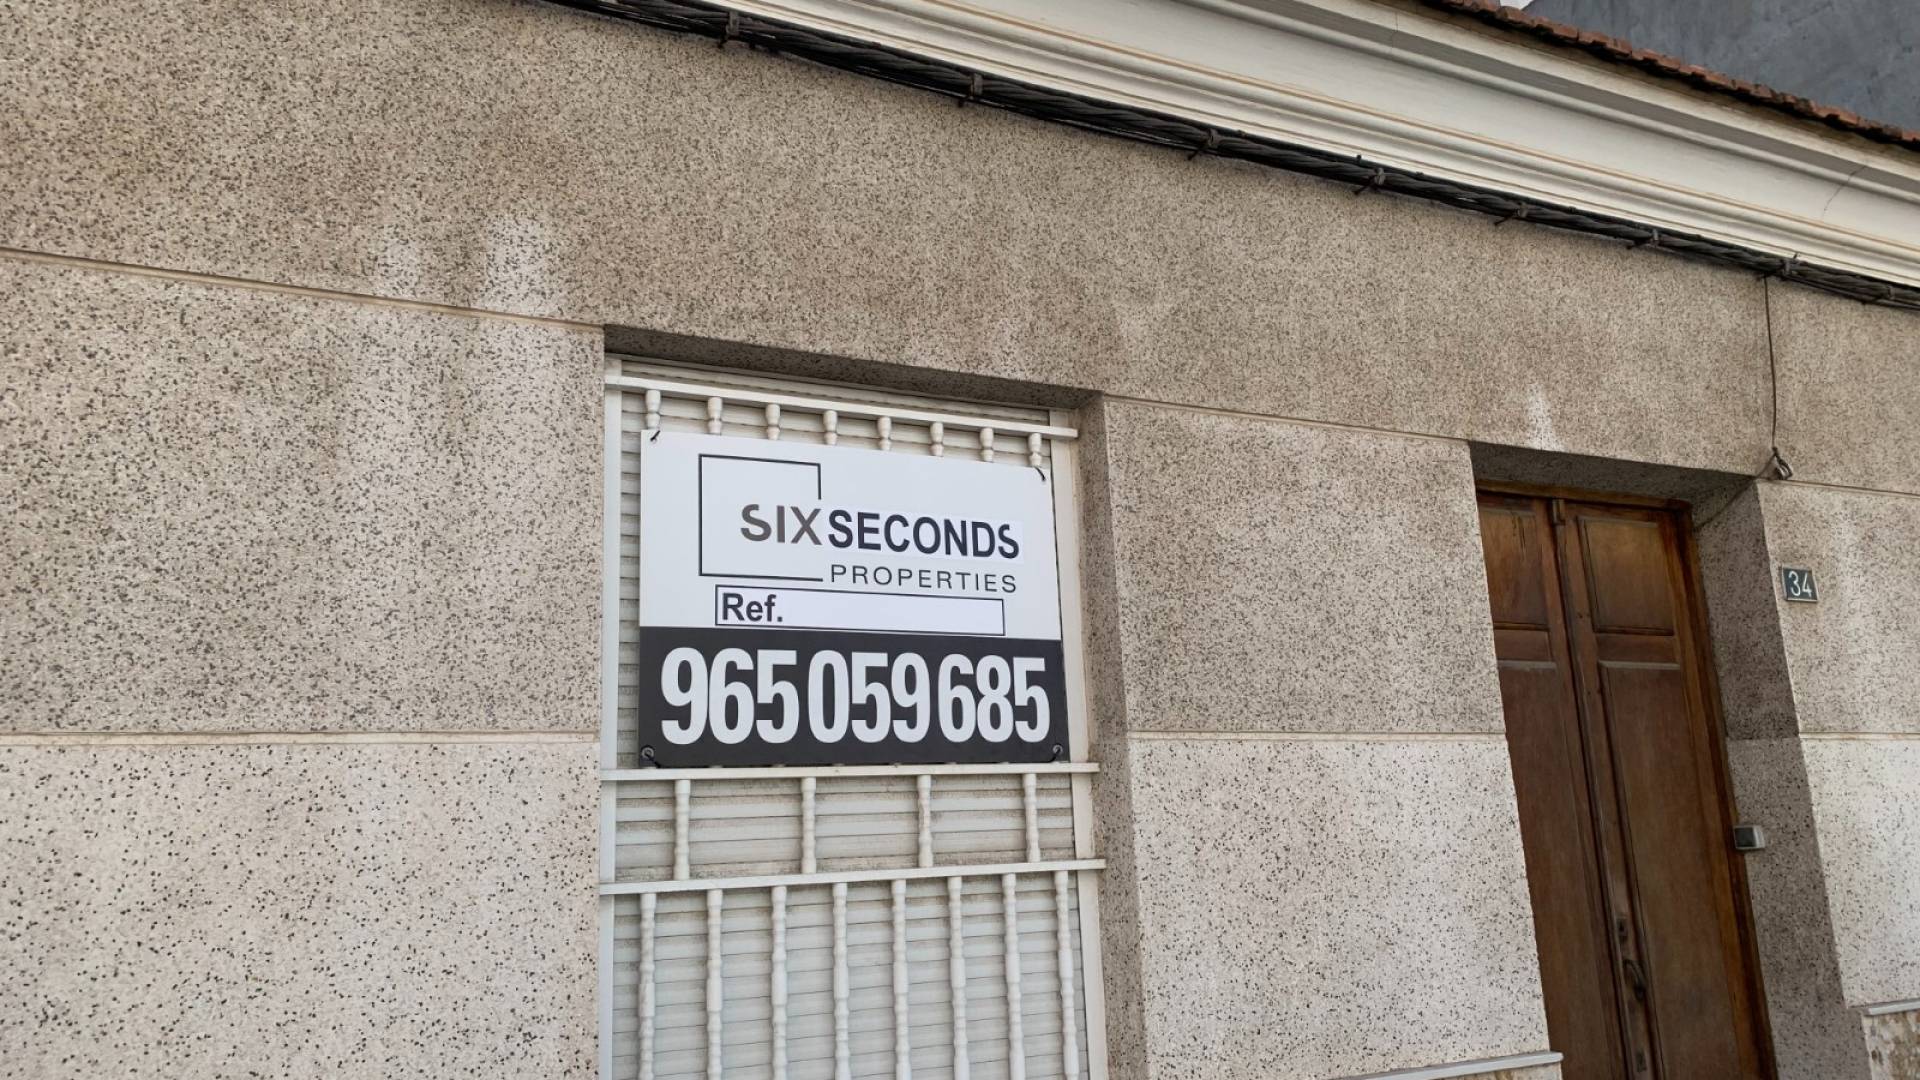 SIX SECONDS
PROPERTIES
Ref.
965 059 685
34